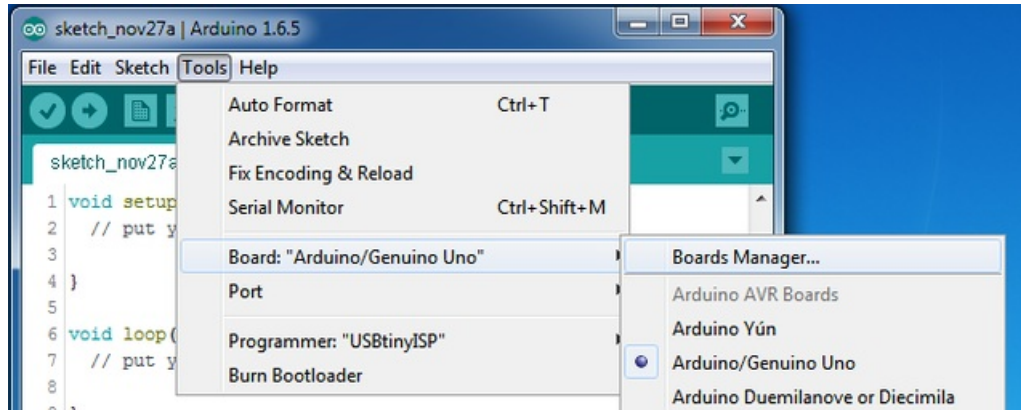 sketch_nov27a | Arduino 1.6.5
File Edit Sketch Tools Help
sketch_nov27a
Auto Format Ctrl+T
Archive Sketch
Fix Encoding & Reload
Serial Monitor Ctrl+Shift+M
Board: "Arduino/Genuino Uno"
Port
Programmer: "USBtinyISP"
Burn Bootloader
Boards Manager...
Arduino AVR Boards
Arduino Yún
Arduino/Genuino Uno
Arduino Duemilanove or Diecimila
1 void setup
2 // put y
3
4 }
5
6 void loop(
7 // put y
8